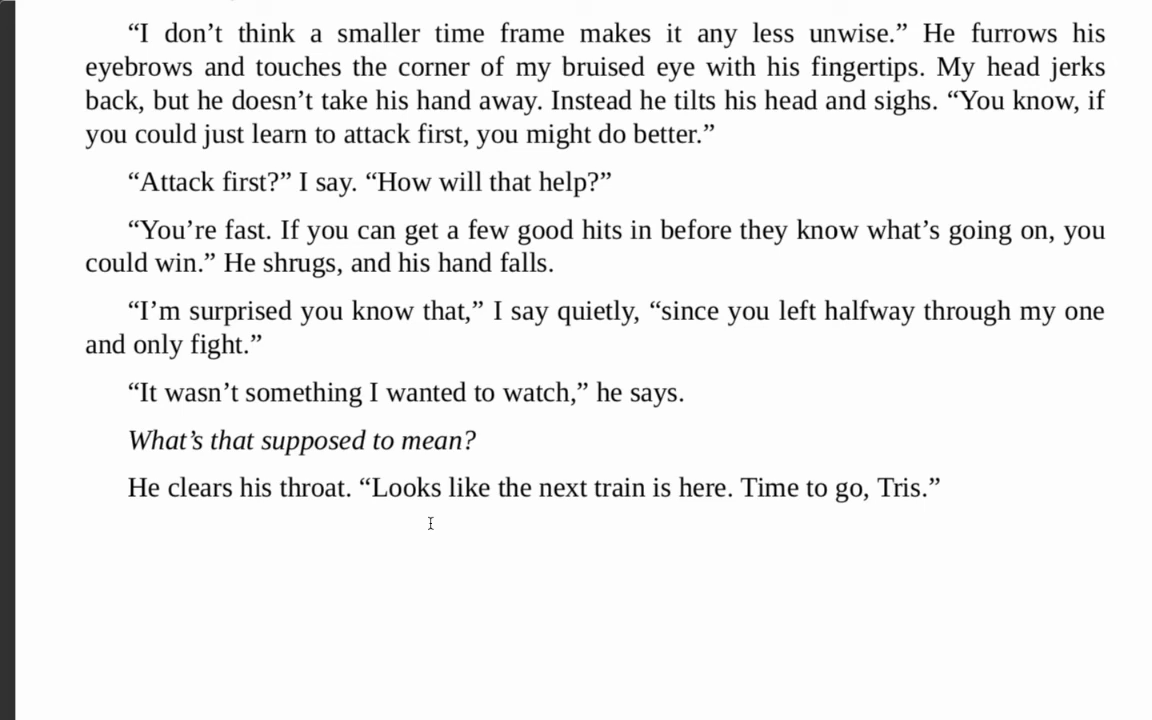 “I don’t think a smaller time frame makes it any less unwise.” He furrows his
eyebrows and touches the corner of my bruised eye with his fingertips. My head jerks
back, but he doesn’t take his hand away. Instead he tilts his head and sighs. “You know, if
you could just learn to attack first, you might do better.”
“Attack first?” I say. “How will that help?”
“You’re fast. If you can get a few good hits in before they know what’s going on, you
could win.” He shrugs, and his hand falls.
“I’m surprised you know that,” I say quietly, “since you left halfway through my one
and only fight.”
“It wasn’t something I wanted to watch,” he says.
What’s that supposed to mean?
He clears his throat. “Looks like the next train is here. Time to go, Tris.”